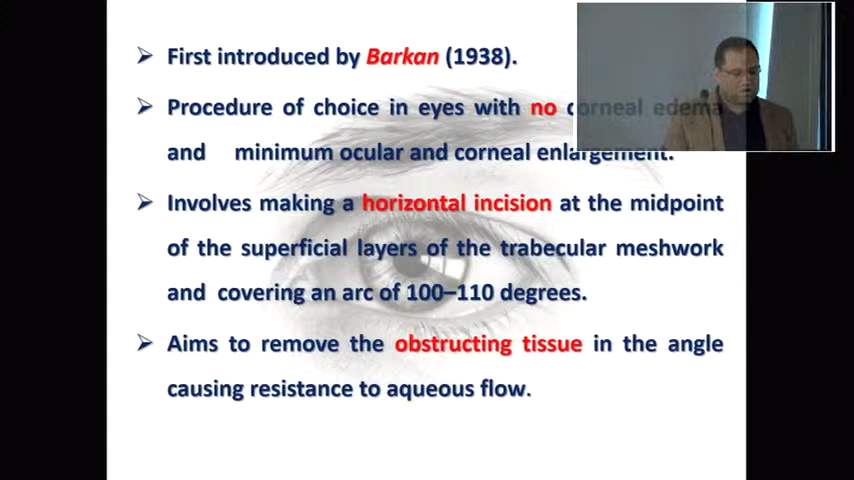 ➢ First introduced by Barkan (1938).
➢ Procedure of choice in eyes with no corneal edema
and minimum ocular and corneal enlargement.
➢ Involves making a horizontal incision at the midpoint
of the superficial layers of the trabecular meshwork
and covering an arc of 100–110 degrees.
➢ Aims to remove the obstructing tissue in the angle
causing resistance to aqueous flow.